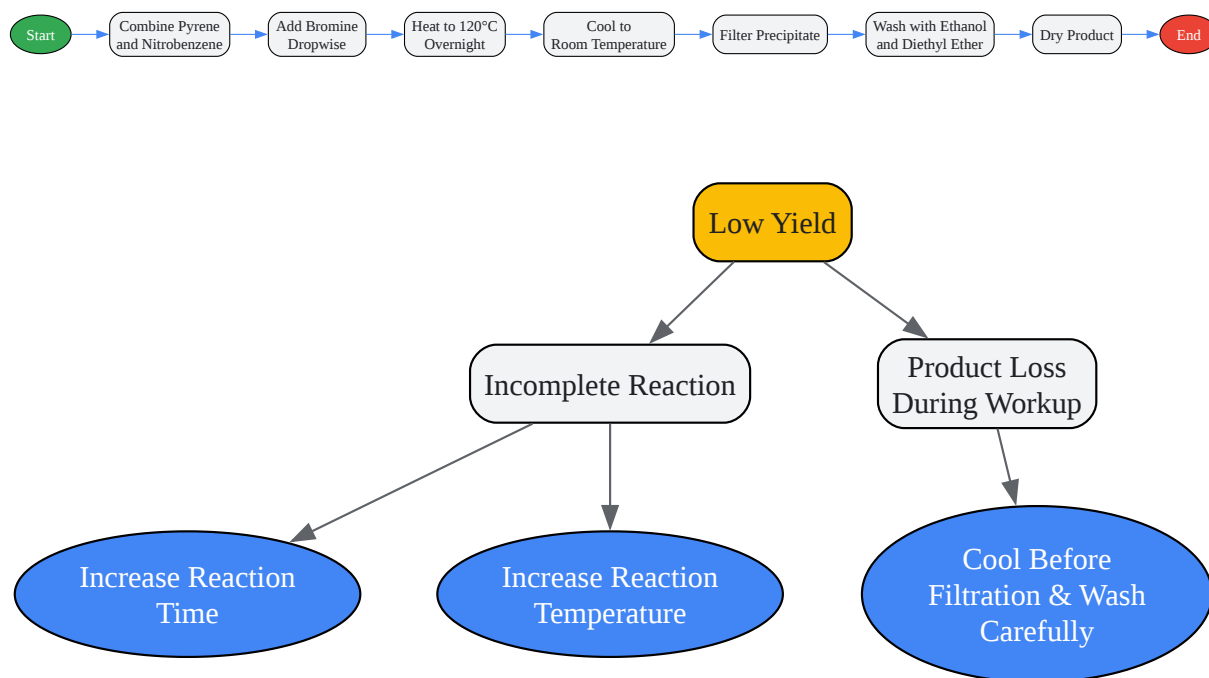 Start
Combine Pyrene
and Nitrobenzene
Add Bromine
Dropwise
Heat to 120°C
Overnight
Cool to
Room Temperature
Filter Precipitate
Wash with Ethanol
and Diethyl Ether
Dry Product
End
Low Yield
Incomplete Reaction
Product Loss
During Workup
Increase Reaction
Time
Increase Reaction
Temperature
Cool Before
Filtration & Wash
Carefully